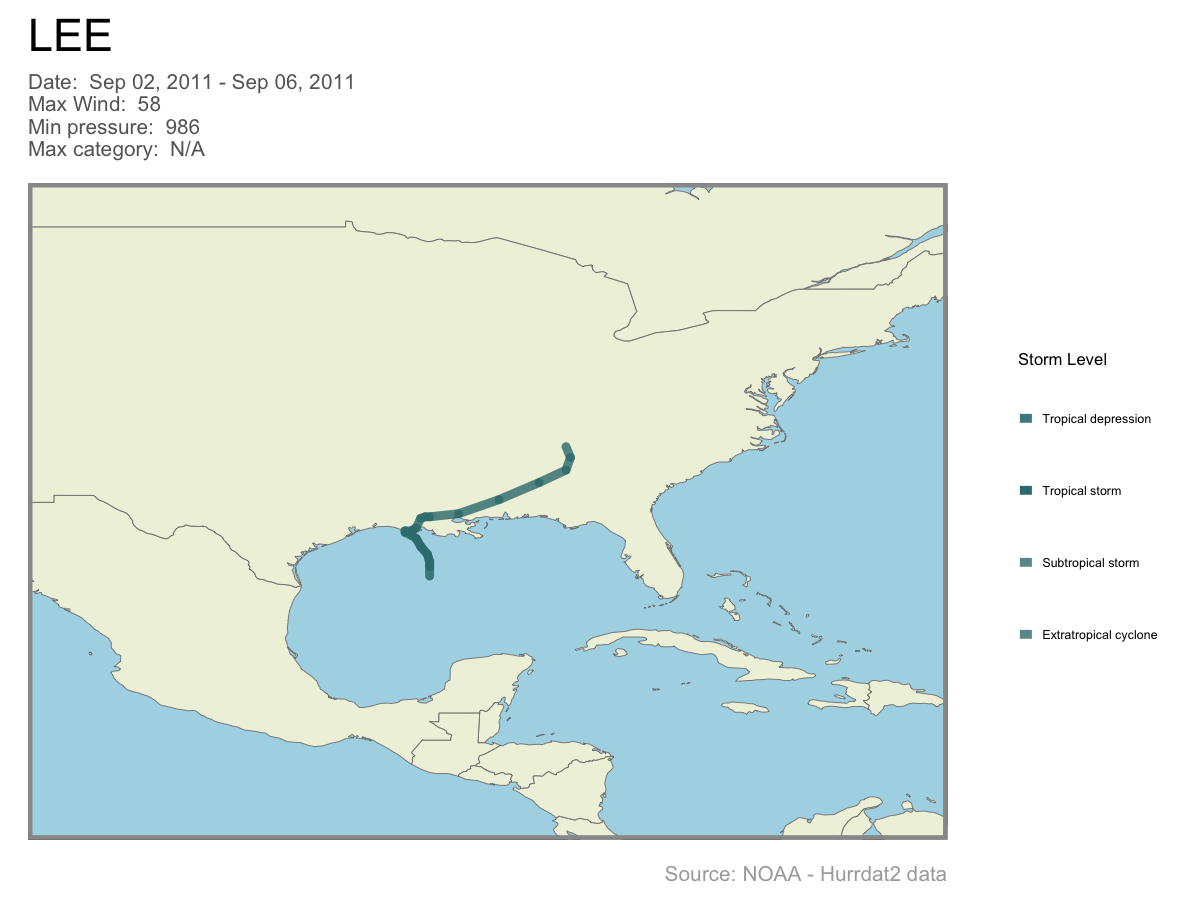 LEE
Date:  Sep 02, 2011 - Sep 06, 2011
Max Wind:  58
Min pressure:  986
Max category:  N/A
Storm Level
Tropical depression
Tropical storm
Subtropical storm
Extratropical cyclone
Source: NOAA - Hurrdat2 data